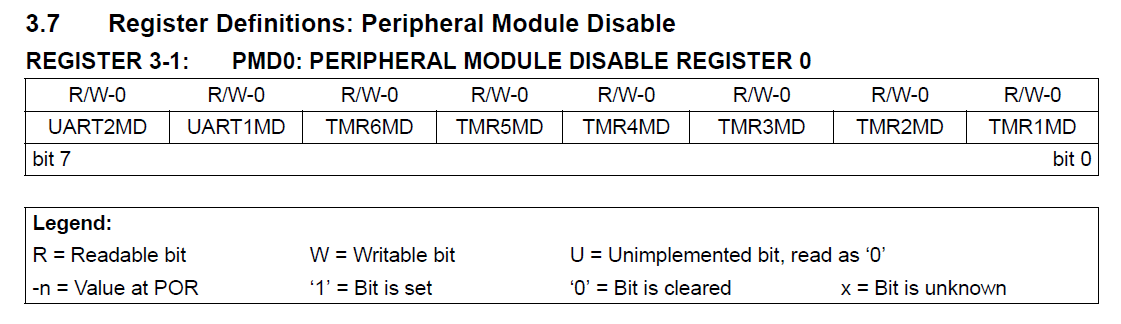 3.7 Register Definitions: Peripheral Module Disable
REGISTER 3-1: PMD0: PERIPHERAL MODULE DISABLE REGISTER 0
R/W-0 R/W-0 R/W-0 R/W-0 R/W-0 R/W-0 R/W-0 R/W-0
UART2MD UART1MD TMR6MD TMR5MD TMR4MD TMR3MD TMR2MD TMR1MD
bit 7 bit 0
Legend:
R = Readable bit W = Writable bit U = Unimplemented bit, read as ‘0’
-n = Value at POR ‘1’ = Bit is set ‘0’ = Bit is cleared x = Bit is unknown